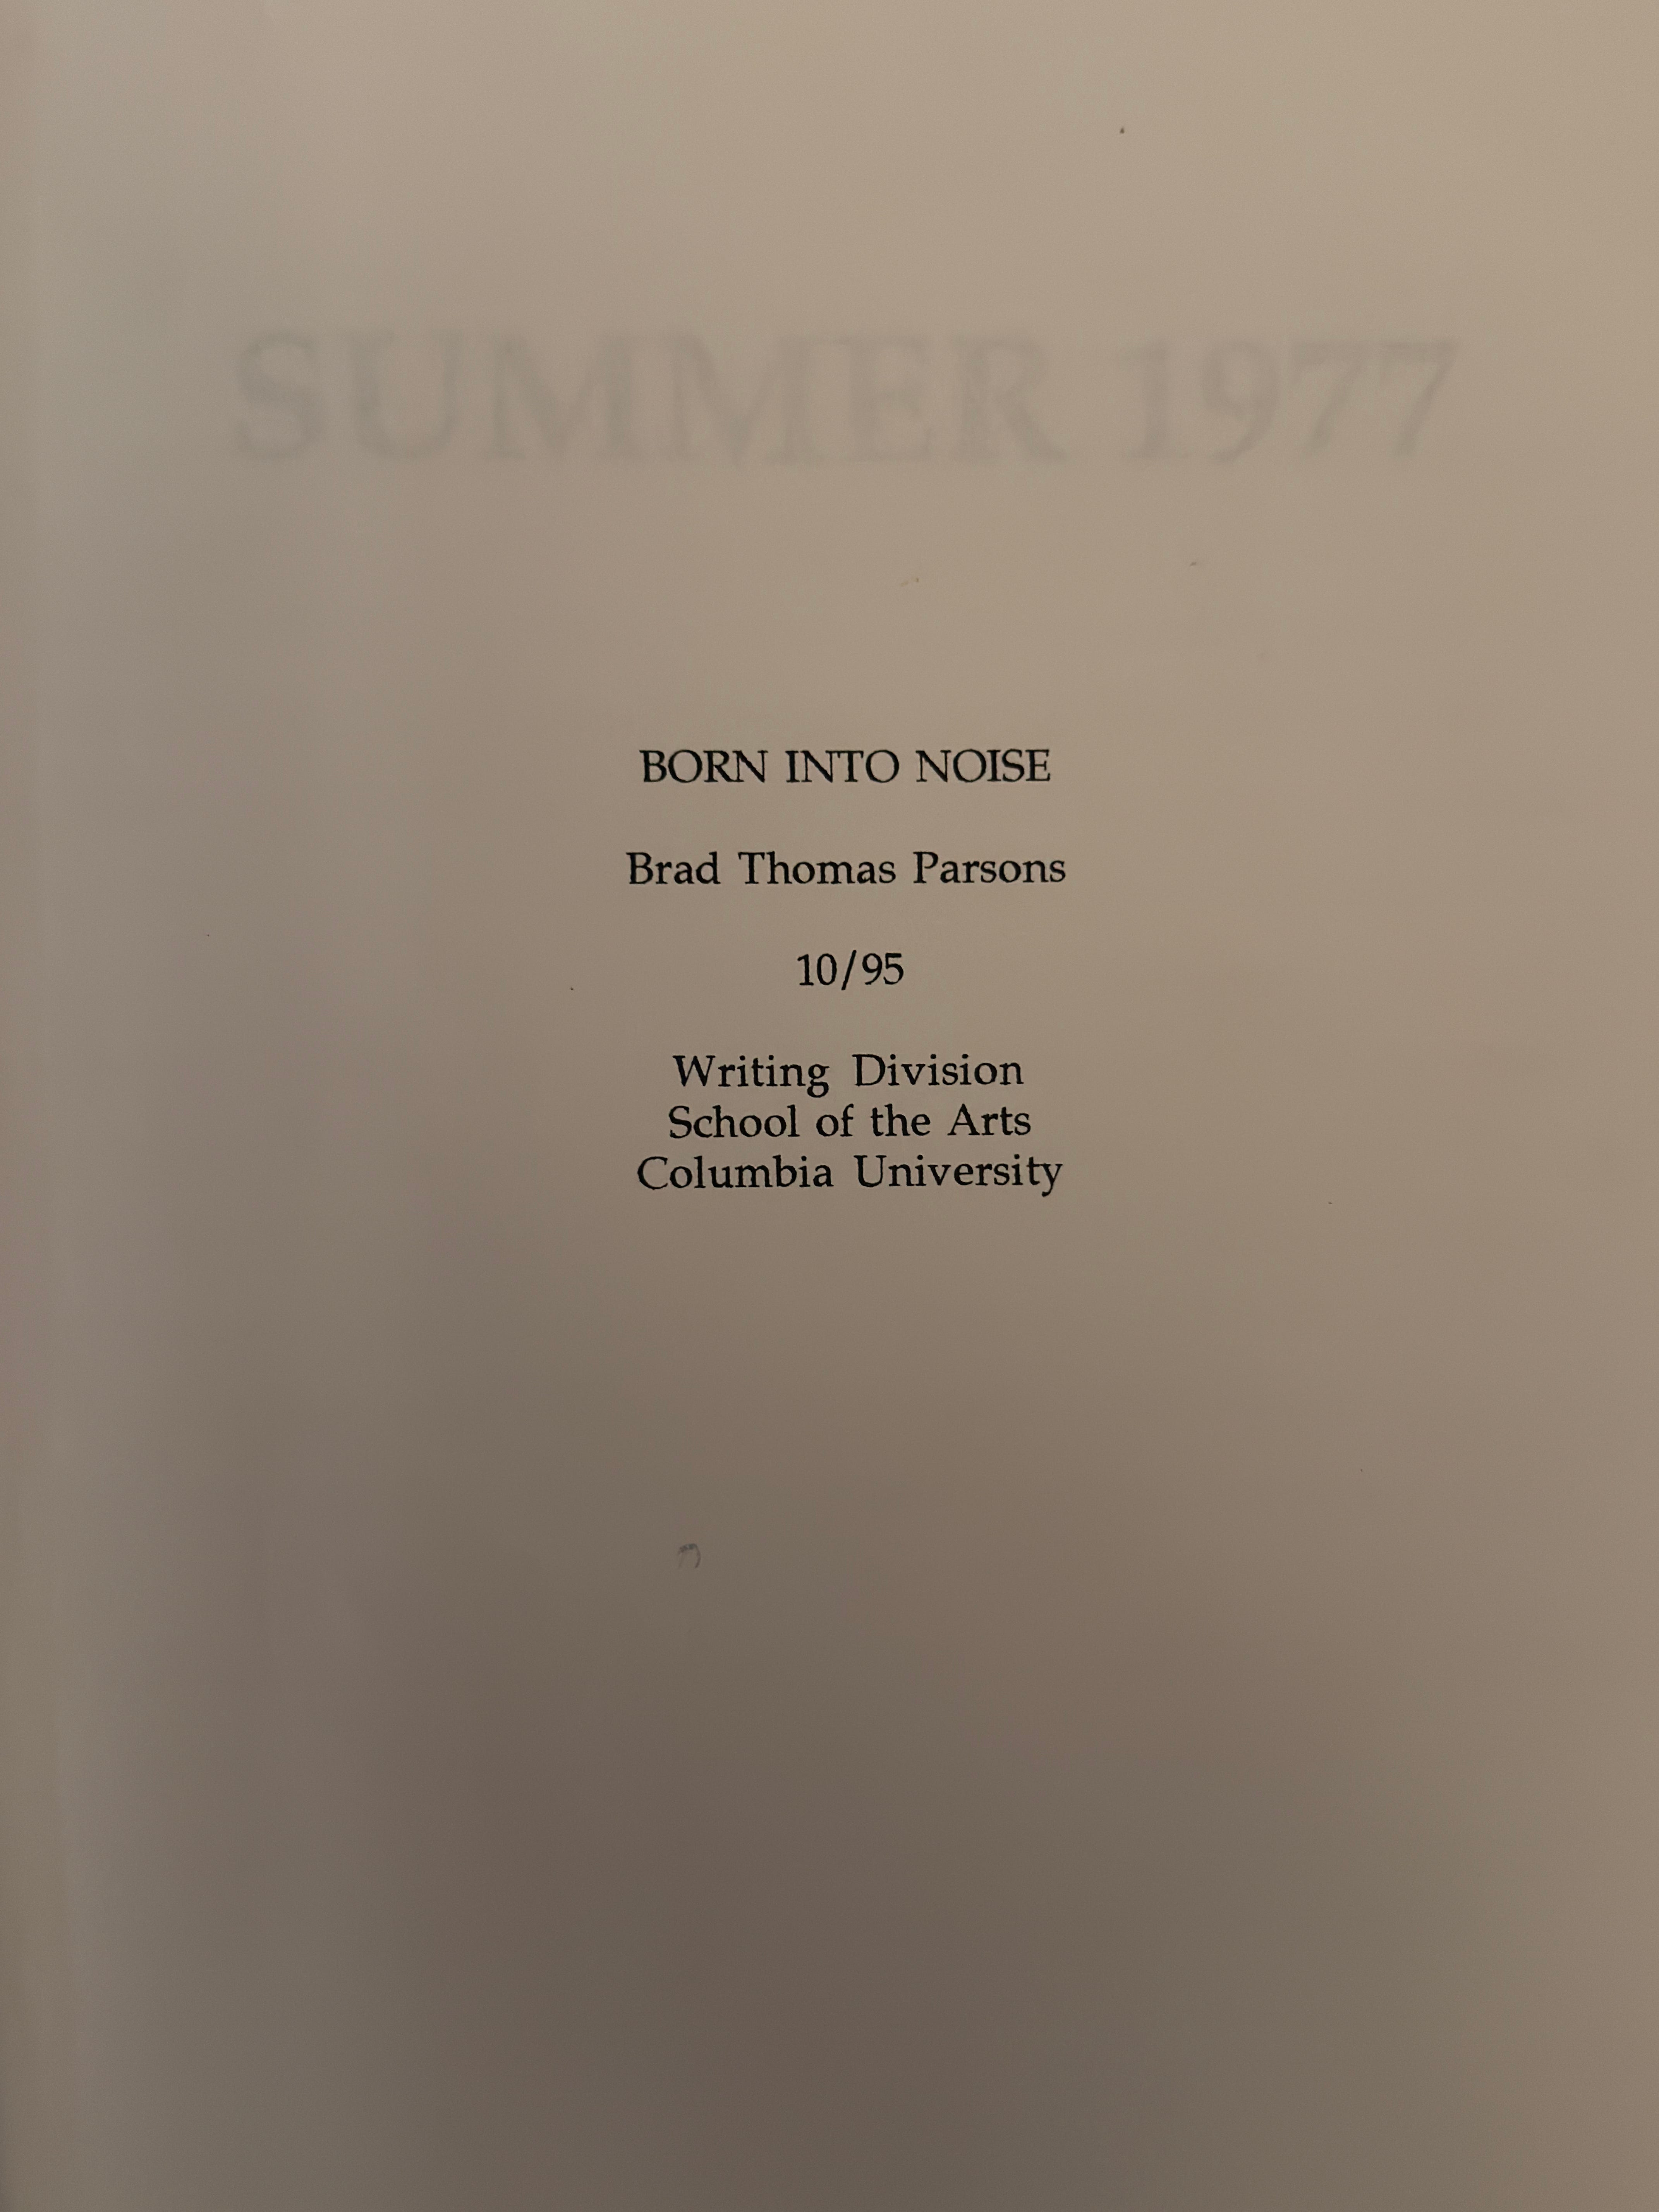 SUMMER 1977
BORN INTO NOISE
Brad Thomas Parsons
10/95
Writing Division
School of the Arts
Columbia University